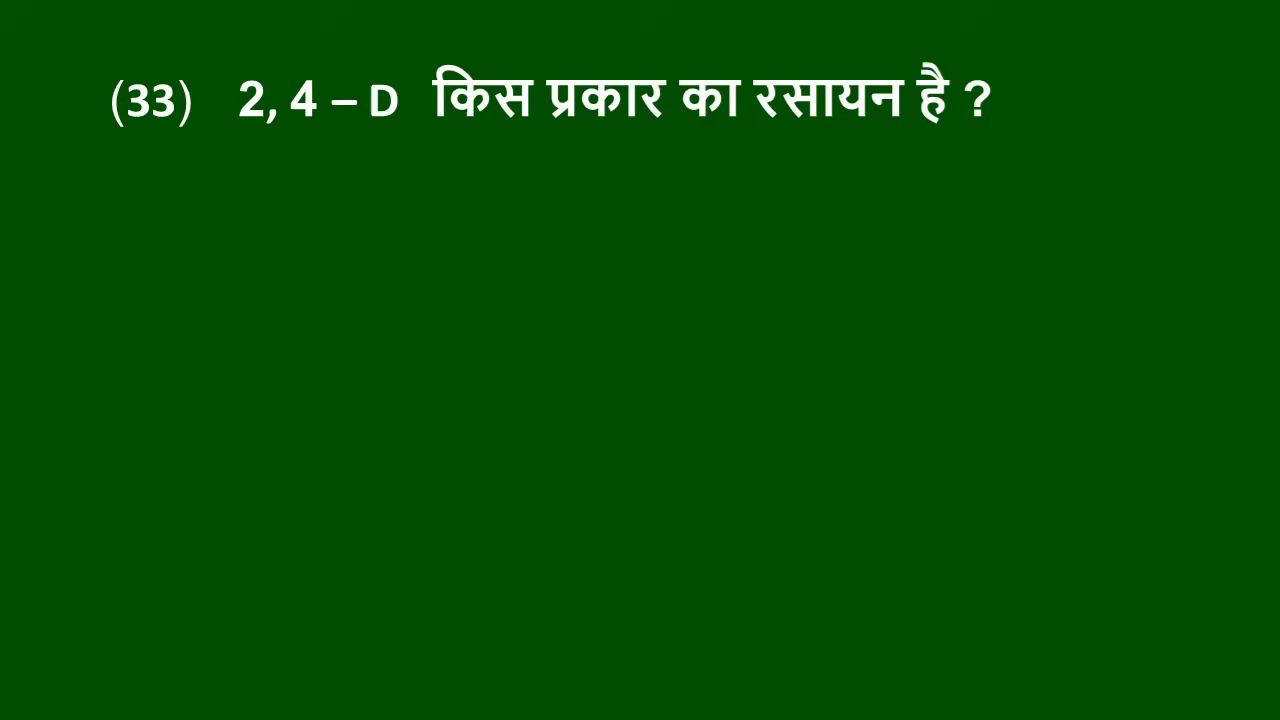 (33) 2, 4 – D किस प्रकार का रसायन है ?